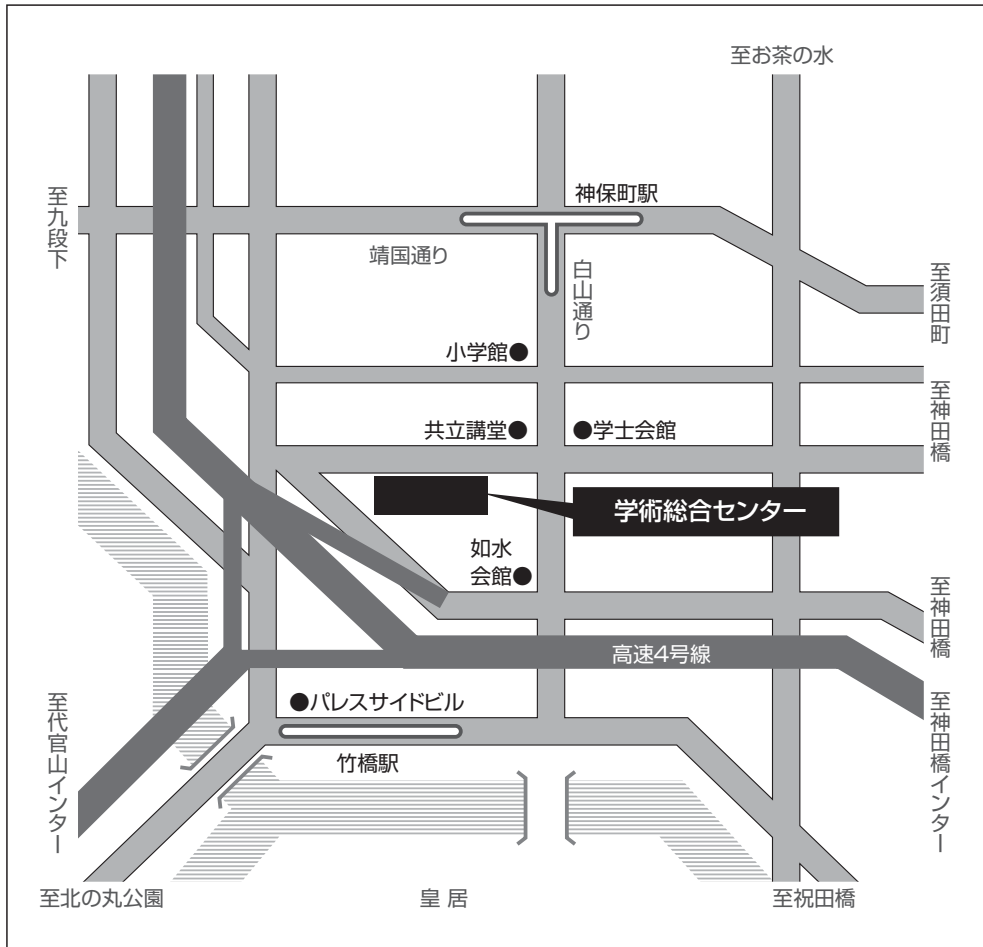 至お茶の水
至九段下
神保町駅
靖国通り
白山通り
至須田町
小学館
至神田橋
共立講堂
学士会館
学術総合センター
如水
会館
至神田橋
高速4号線
至代官山インター
パレスサイドビル
至神田橋インター
竹橋駅
至北の丸公園
皇居
至祝田橋